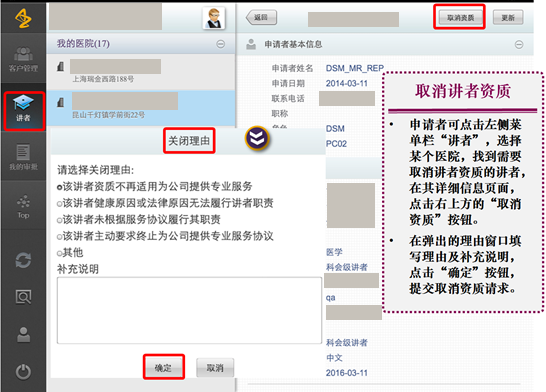 客户管理
讲者
我的审批
Top
我的医院(17)
上海瑞金西路188号
昆山千灯镇学前街22号
关闭理由
请选择关闭理由:
该讲者资质不再适用为公司提供专业服务
该讲者健康原因或法律原因无法履行讲者职责
该讲者未根据服务协议履行其职责
该讲者主动要求终止为公司提供专业服务协议
其他
补充说明
确定
取消
返回
取消资质
更新
申请者基本信息
申请者姓名 DSM_MR_REP
申请日期 2014-03-11
联系电话
职称
DSM
PC02
医学
科会级讲者
qa
科会级讲者
中文
2016-03-11
取消讲者资质
• 申请者可点击左侧菜
单栏“讲者”,选择
某个医院,找到需要
取消讲者资质的讲者,
在其详细信息页面,
点击右上方的“取消
资质”按钮。
• 在弹出的理由窗口填
写理由及补充说明,
点击“确定”按钮,
提交取消资质请求。